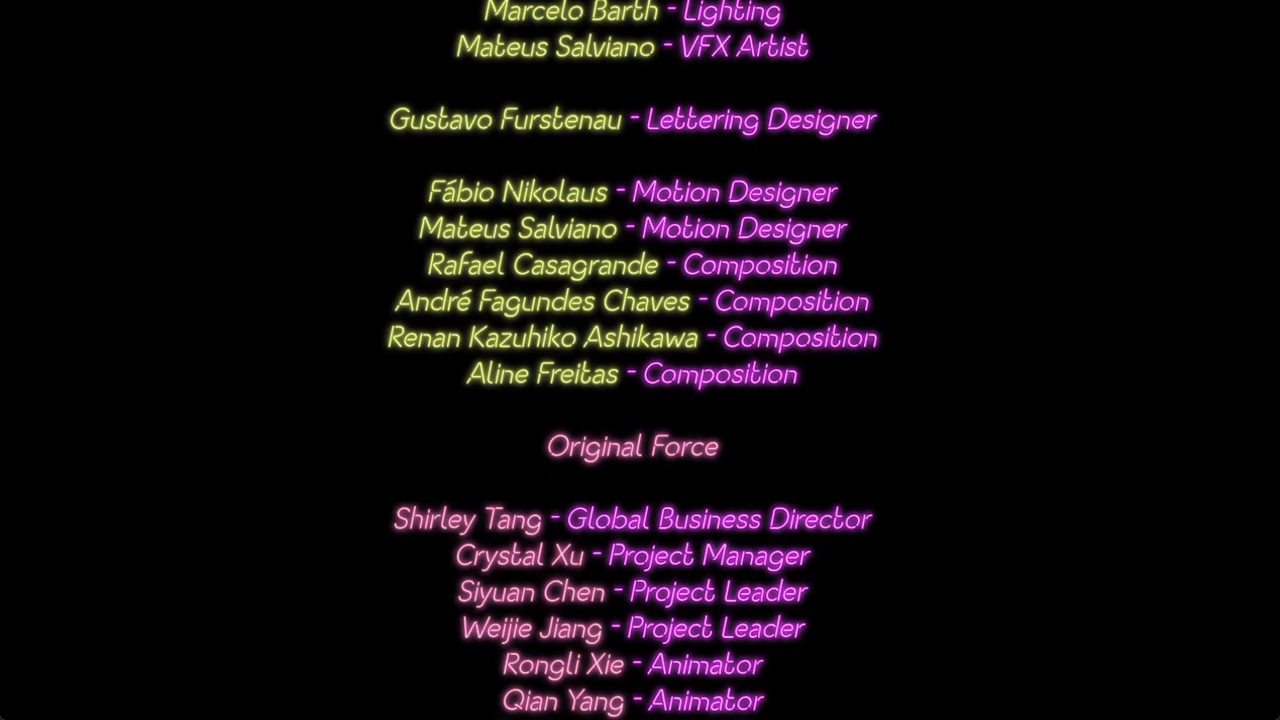 Marcelo Barth - Lighting
Mateus Salviano - VFX Artist
Gustavo Furstenau - Lettering Designer
Fábio Nikolaus - Motion Designer
Mateus Salviano - Motion Designer
Rafael Casagrande - Composition
André Fagundes Chaves - Composition
Renan Kazuhiko Ashikawa - Composition
Aline Freitas - Composition
Original Force
Shirley Tang - Global Business Director
Crystal Xu - Project Manager
Siyuan Chen - Project Leader
Weijie Jiang - Project Leader
Rongli Xie - Animator
Qian Yang - Animator